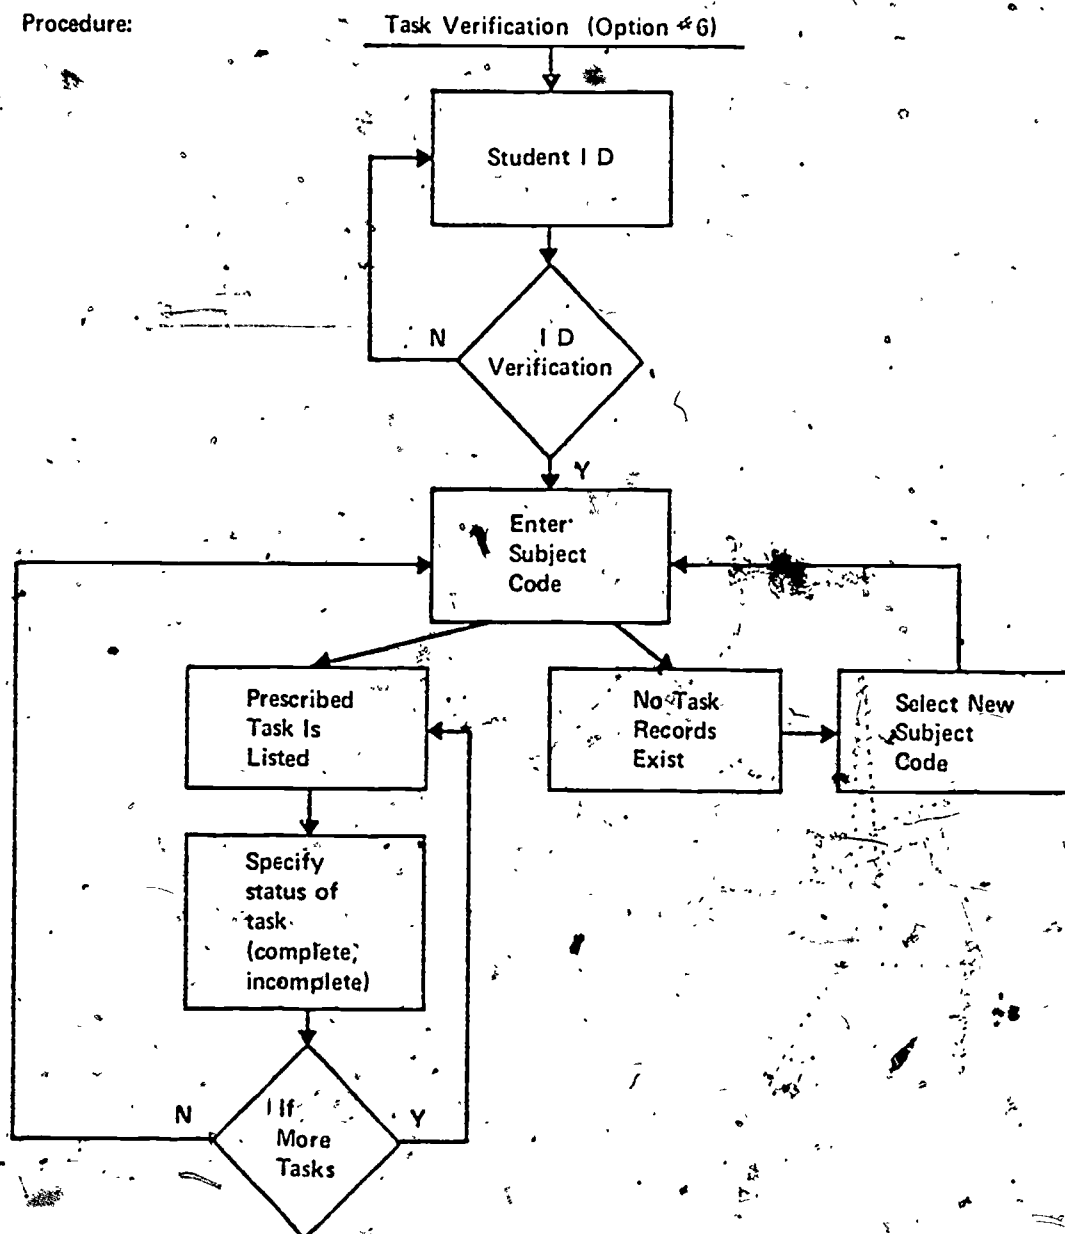 Procedure:
Task Verification (Option #6)
Student I D
N
I D
Verification
Y
Enter
Subject
Code
Prescribed
Task Is
Listed
No Task
Records
Exist
Select New
Subject
Code
Specify
status of
task
(complete,
incomplete)
N
If
More
Tasks
Y